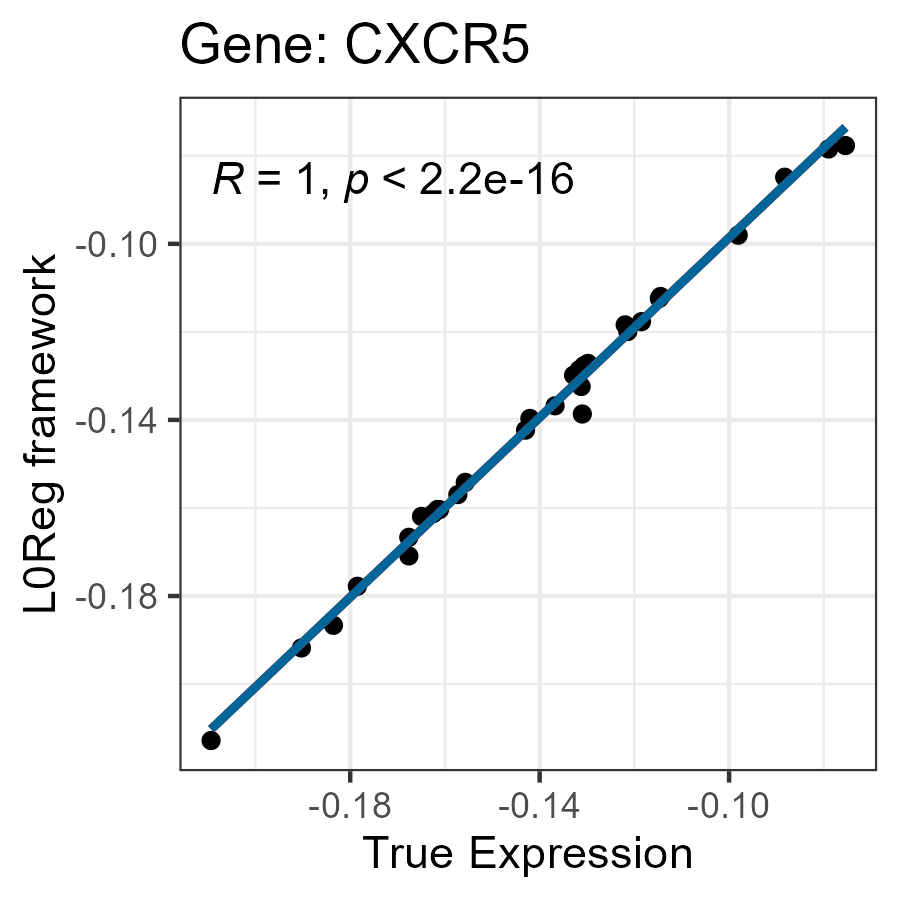 Gene: CXCR5
R = 1, p < 2.2e-16
-0.10
-0.14
-0.18
L0Reg framework
-0.18
-0.14
-0.10
True Expression